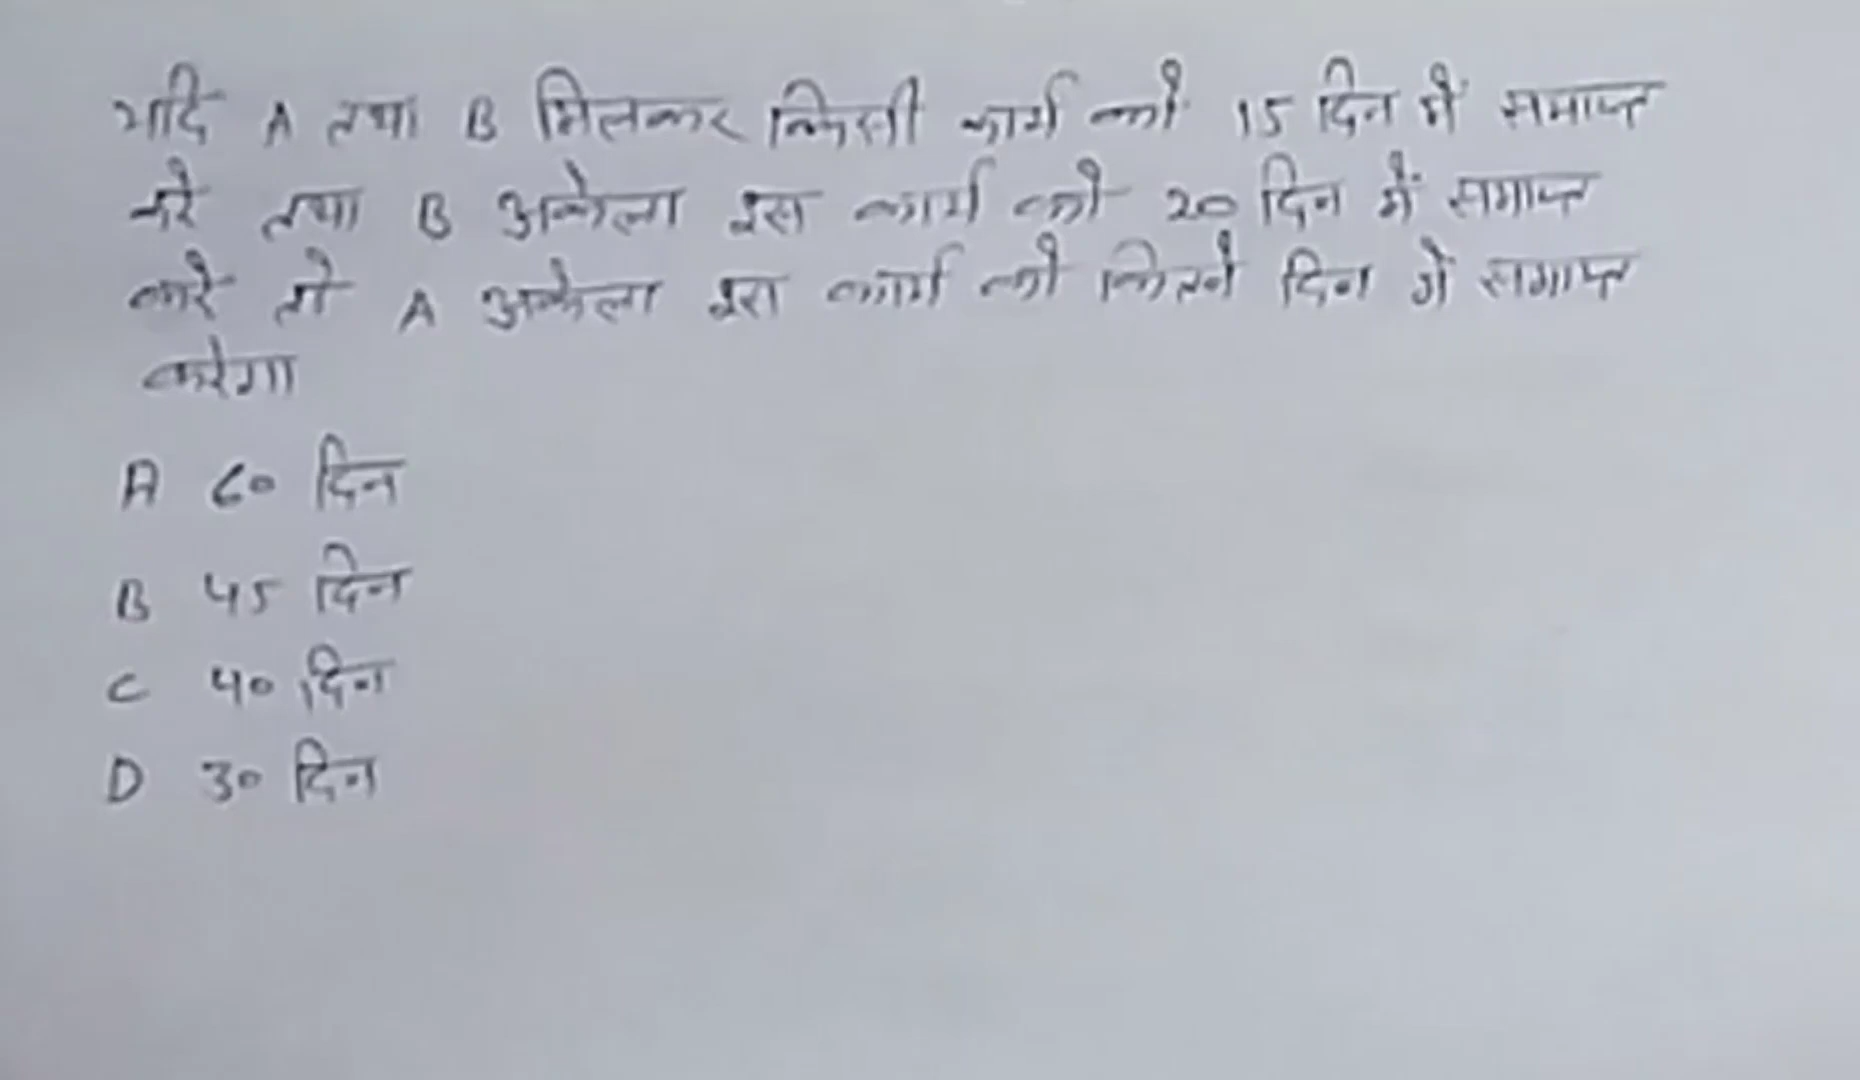 यदि A तथा B मिलकर किसी कार्य को 15 दिन में समाप्त
करे तथा B अकेला इस कार्य को 20 दिन में समाप्त
करे तो A अकेला इस कार्य को कितने दिन में समाप्त
करेगा
A 60 दिन
B 45 दिन
C 40 दिन
D 30 दिन